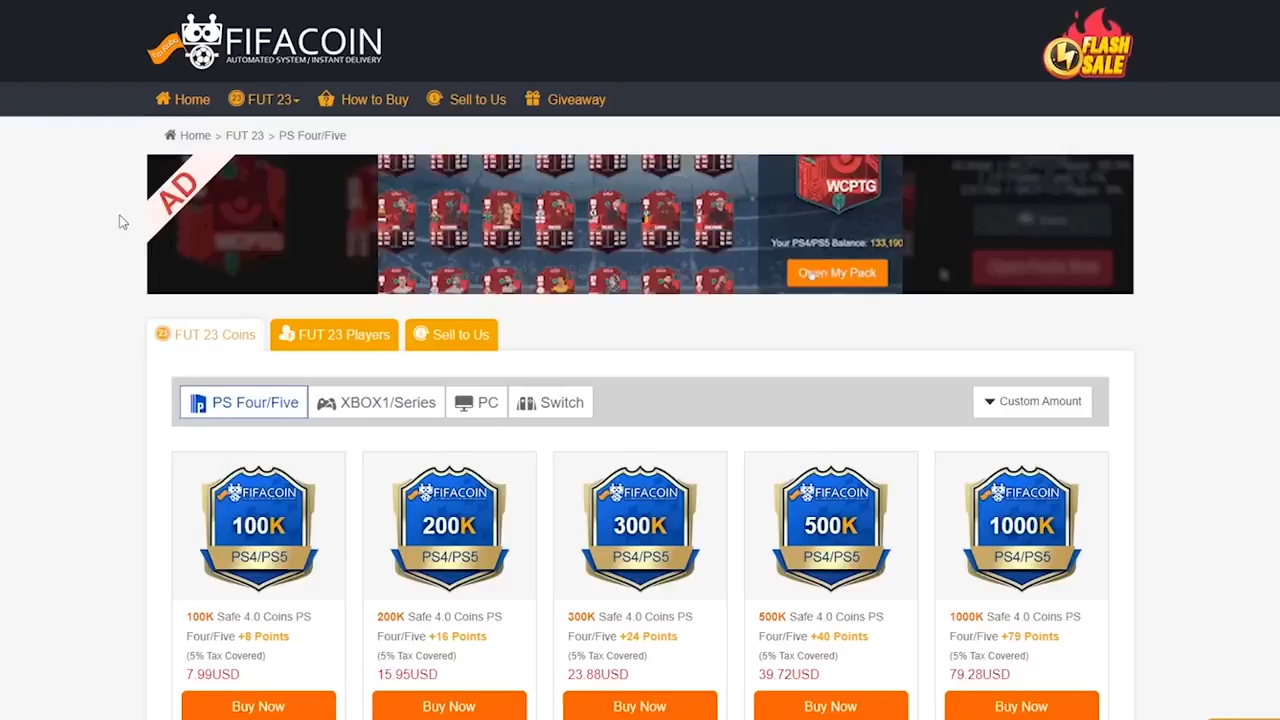 FIFACOIN
AUTOMATED SYSTEM / INSTANT DELIVERY
FLASH
SALE
Home
FUT 23
How to Buy
Sell to Us
Giveaway
Home > FUT 23 > PS Four/Five
AD
WCPTG
Your PS4/PS5 Balance: 133,190
Open My Pack
FUT 23 Coins
FUT 23 Players
Sell to Us
PS Four/Five
XBOX1/Series
PC
Switch
Custom Amount
FIFACOIN
100K
PS4/PS5
FIFACOIN
200K
PS4/PS5
FIFACOIN
300K
PS4/PS5
FIFACOIN
500K
PS4/PS5
FIFACOIN
1000K
PS4/PS5
100K Safe 4.0 Coins PS
Four/Five +8 Points
(5% Tax Covered)
7.99USD
Buy Now
200K Safe 4.0 Coins PS
Four/Five +16 Points
(5% Tax Covered)
15.95USD
Buy Now
300K Safe 4.0 Coins PS
Four/Five +24 Points
(5% Tax Covered)
23.88USD
Buy Now
500K Safe 4.0 Coins PS
Four/Five +40 Points
(5% Tax Covered)
39.72USD
Buy Now
1000K Safe 4.0 Coins PS
Four/Five +79 Points
(5% Tax Covered)
79.28USD
Buy Now